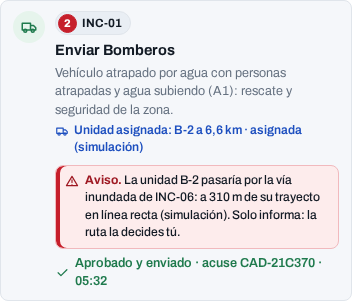 2 INC-01
Enviar Bomberos
Vehículo atrapado por agua con personas
atrapadas y agua subiendo (A1): rescate y
seguridad de la zona.
Unidad asignada: B-2 a 6,6 km · asignada
(simulación)
Aviso. La unidad B-2 pasaría por la vía
inundada de INC-06: a 310 m de su trayecto
en línea recta (simulación). Solo informa: la
ruta la decides tú.
Aprobado y enviado · acuse CAD-21C370 ·
05:32